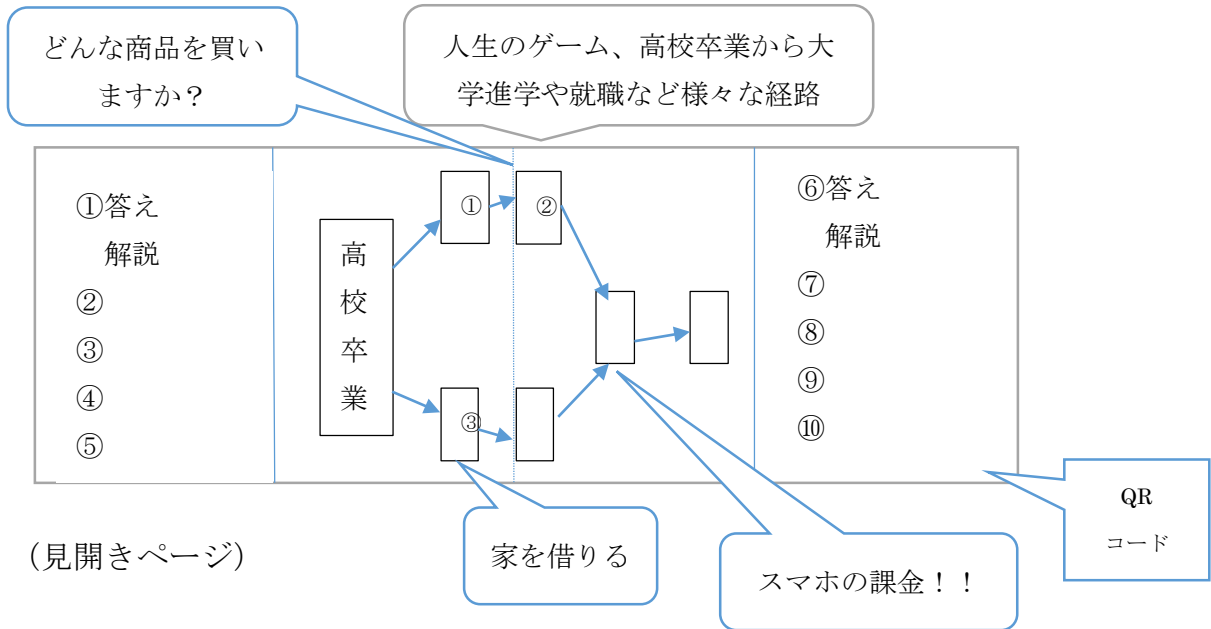 どんな商品を買い
ますか？
人生のゲーム、高校卒業から大
学進学や就職など様々な経路
①答え
解説
②
③
④
⑤
高
校
卒
業
①
②
③
⑥答え
解説
⑦
⑧
⑨
⑩
QR
コード
(見開きページ)
家を借りる
スマホの課金！！